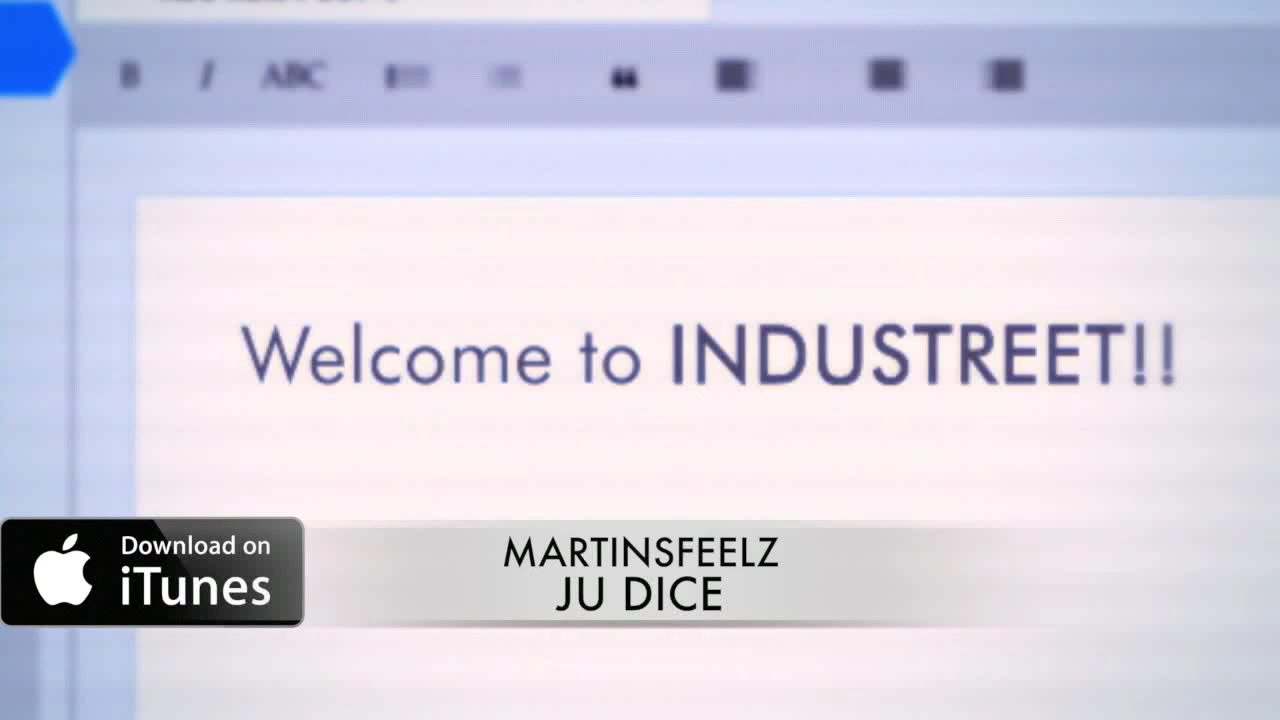 B I ABC
Welcome to INDUSTREET!!
Download on
iTunes
MARTINSFEELZ
JU DICE